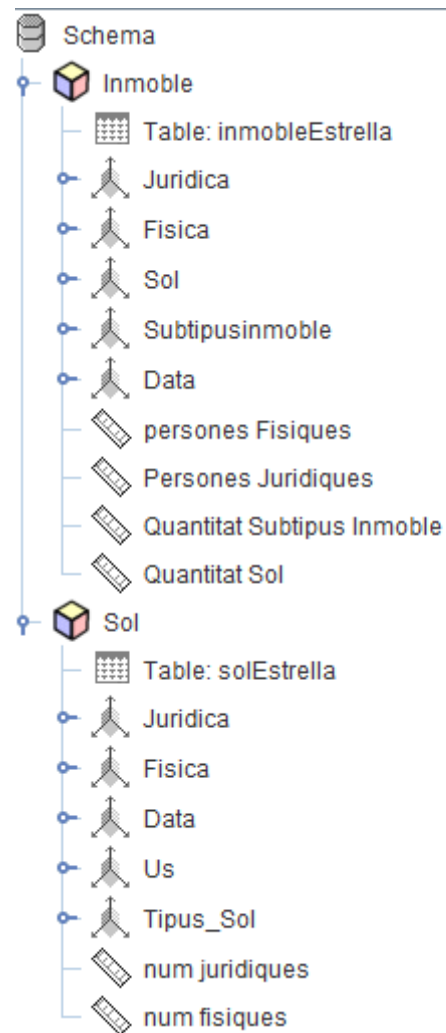 Schema
Inmoble
Table: inmobleEstrella
Juridica
Fisica
Sol
Subtipusinmoble
Data
persones Fisiques
Persones Juridiques
Quantitat Subtipus Inmoble
Quantitat Sol
Sol
Table: solEstrella
Juridica
Fisica
Data
Us
Tipus_Sol
num juridiques
num fisiques